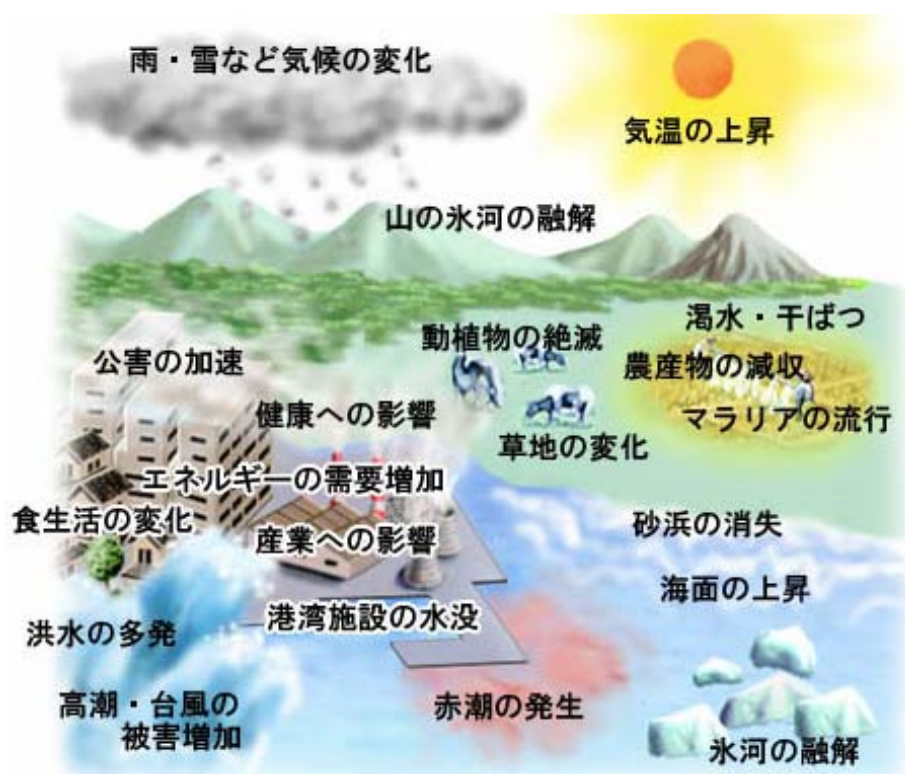 雨・雪など気候の変化
気温の上昇
山の氷河の融解
渇水・干ばつ
動植物の絶滅
公害の加速
農産物の減収
健康への影響
マラリアの流行
草地の変化
エネルギーの需要増加
食生活の変化
産業への影響
砂浜の消失
海面の上昇
港湾施設の水没
洪水の多発
高潮・台風の
被害増加
赤潮の発生
氷河の融解